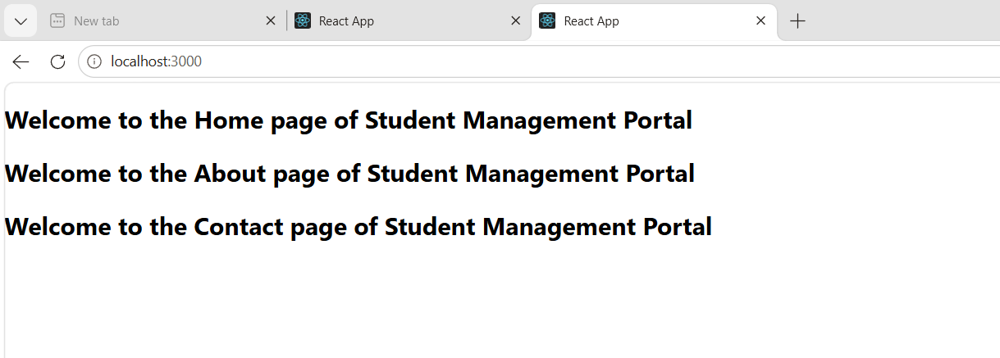 New tab
React App
React App
localhost:3000
Welcome to the Home page of Student Management Portal
Welcome to the About page of Student Management Portal
Welcome to the Contact page of Student Management Portal